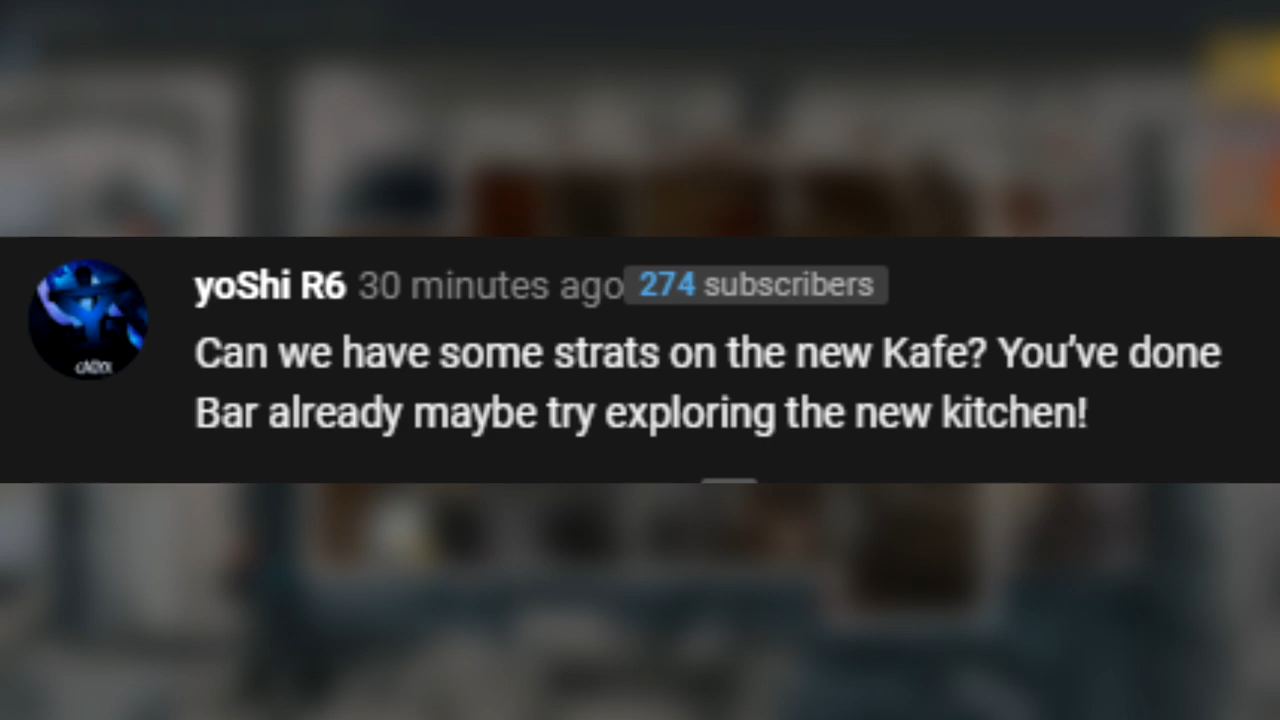 yoShi R6 30 minutes ago 274 subscribers
Can we have some strats on the new Kafe? You’ve done
Bar already maybe try exploring the new kitchen!